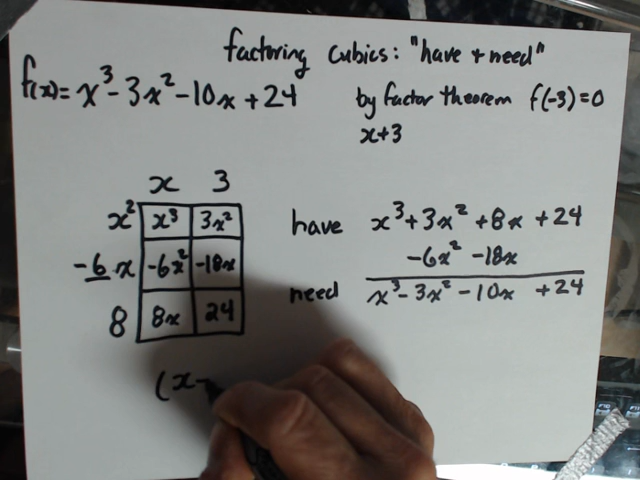 factoring cubics: "have + need"
f(x)= x³-3x²-10x+24
by factor theorem f(-3)=0
x+3
x 3
x² x³ 3x²
-6x -6x² -18x
8 8x 24
have x³+3x²+8x+24
-6x² -18x
need x³-3x²-10x +24
(x